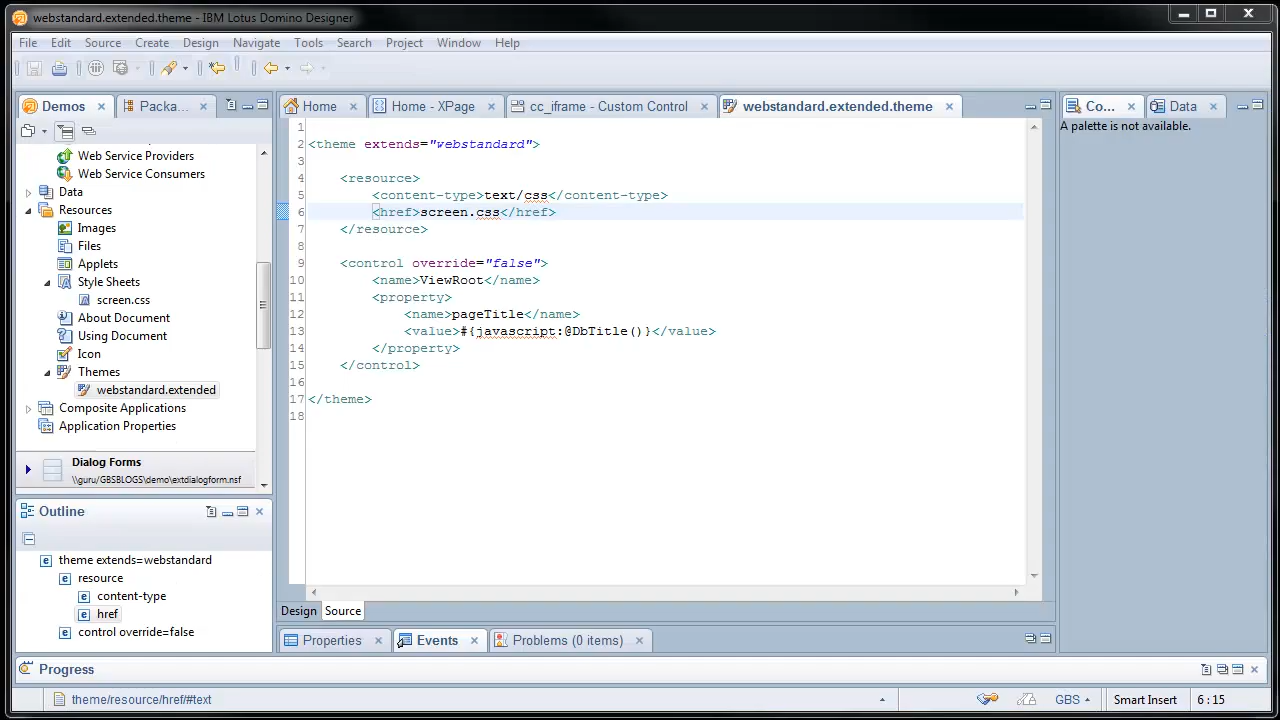 webstandard.extended.theme - IBM Lotus Domino Designer
File Edit Source Create Design Navigate Tools Search Project Window Help
Demos
Packa...
Web Service Providers
Web Service Consumers
Data
Resources
Images
Files
Applets
Style Sheets
screen.css
About Document
Using Document
Icon
Themes
webstandard.extended
Composite Applications
Application Properties
Dialog Forms
\\guru/GBSBLOGS\demo\extdialogform.nsf
Outline
theme extends=webstandard
resource
content-type
href
control override=false
Home
Home - XPage
cc_iframe - Custom Control
webstandard.extended.theme
1
2 <theme extends="webstandard">
3
4 <resource>
5 <content-type>text/css</content-type>
6 <href>screen.css</href>
7 </resource>
8
9 <control override="false">
10 <name>ViewRoot</name>
11 <property>
12 <name>pageTitle</name>
13 <value>#{javascript:@DbTitle()}</value>
14 </property>
15 </control>
16
17 </theme>
18
Design Source
Properties
Events
Problems (0 items)
Co...
Data
A palette is not available.
Progress
theme/resource/href/#text
GBS
Smart Insert
6 : 15